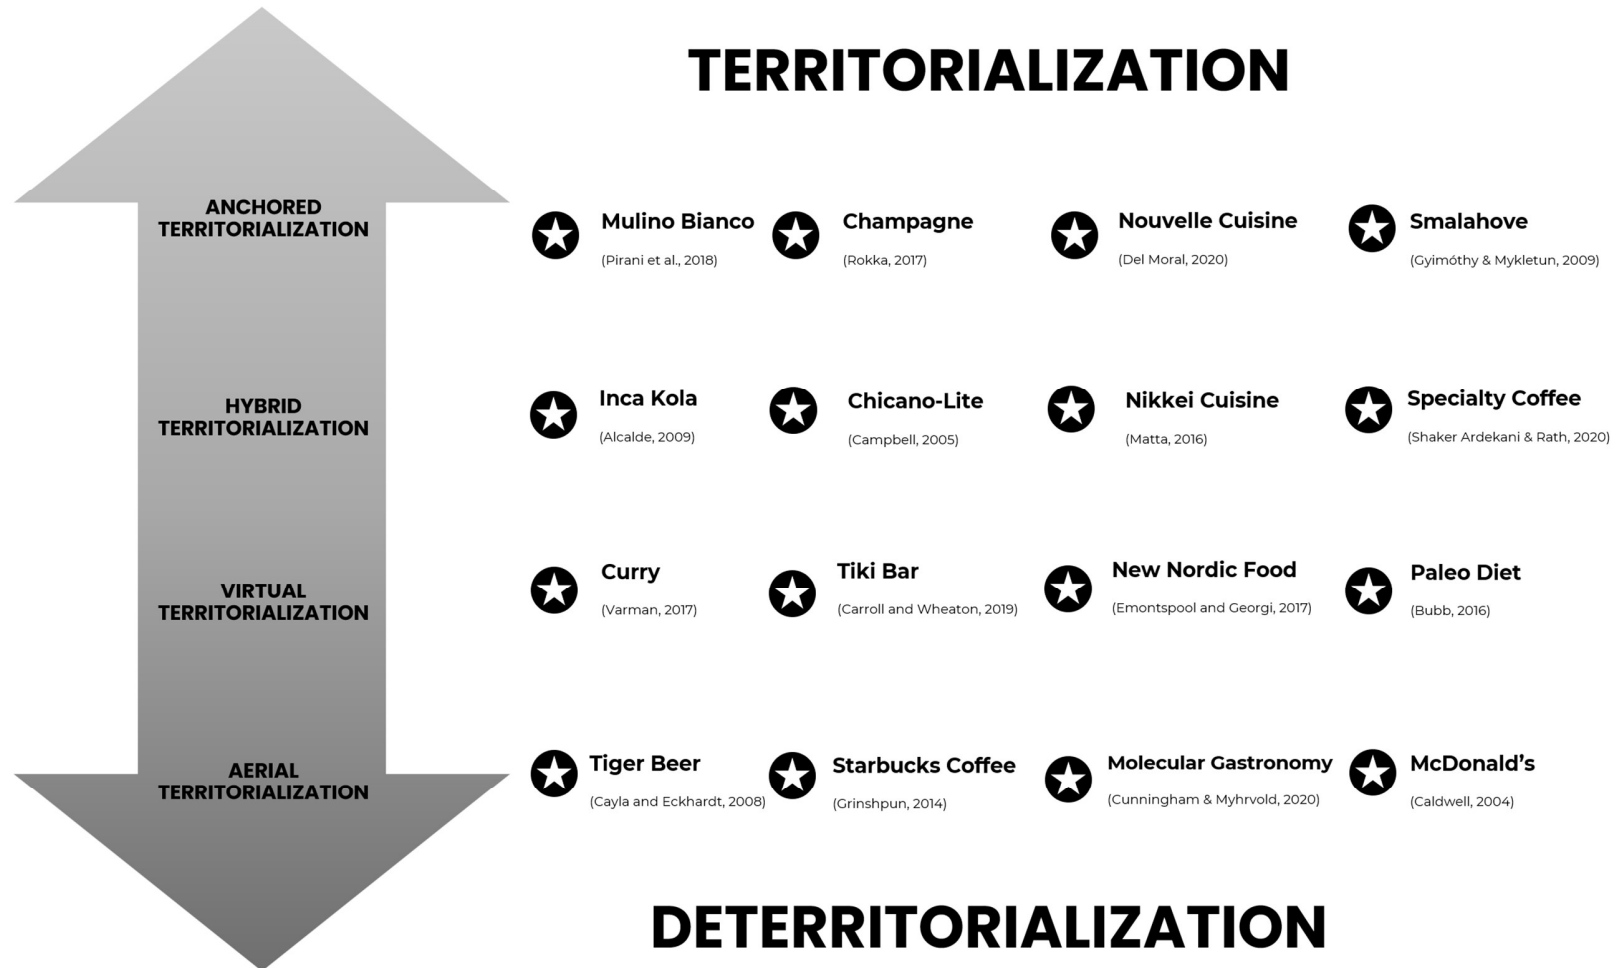 TERRITORIALIZATION
ANCHORED
TERRITORIALIZATION
Mulino Bianco
(Pirani et al., 2018)
Champagne
(Rokka, 2017)
Nouvelle Cuisine
(Del Moral, 2020)
Smalahove
(Gyimóthy & Mykletun, 2009)
HYBRID
TERRITORIALIZATION
Inca Kola
(Alcalde, 2009)
Chicano-Lite
(Campbell, 2005)
Nikkei Cuisine
(Matta, 2016)
Specialty Coffee
(Shaker Ardekani & Rath, 2020)
VIRTUAL
TERRITORIALIZATION
Curry
(Varman, 2017)
Tiki Bar
(Carroll and Wheaton, 2019)
New Nordic Food
(Emontspool and Georgi, 2017)
Paleo Diet
(Bubb, 2016)
AERIAL
TERRITORIALIZATION
Tiger Beer
(Cayla and Eckhardt, 2008)
Starbucks Coffee
(Grinshpun, 2014)
Molecular Gastronomy
(Cunningham & Myhrvold, 2020)
McDonald’s
(Caldwell, 2004)
DETERRITORIALIZATION